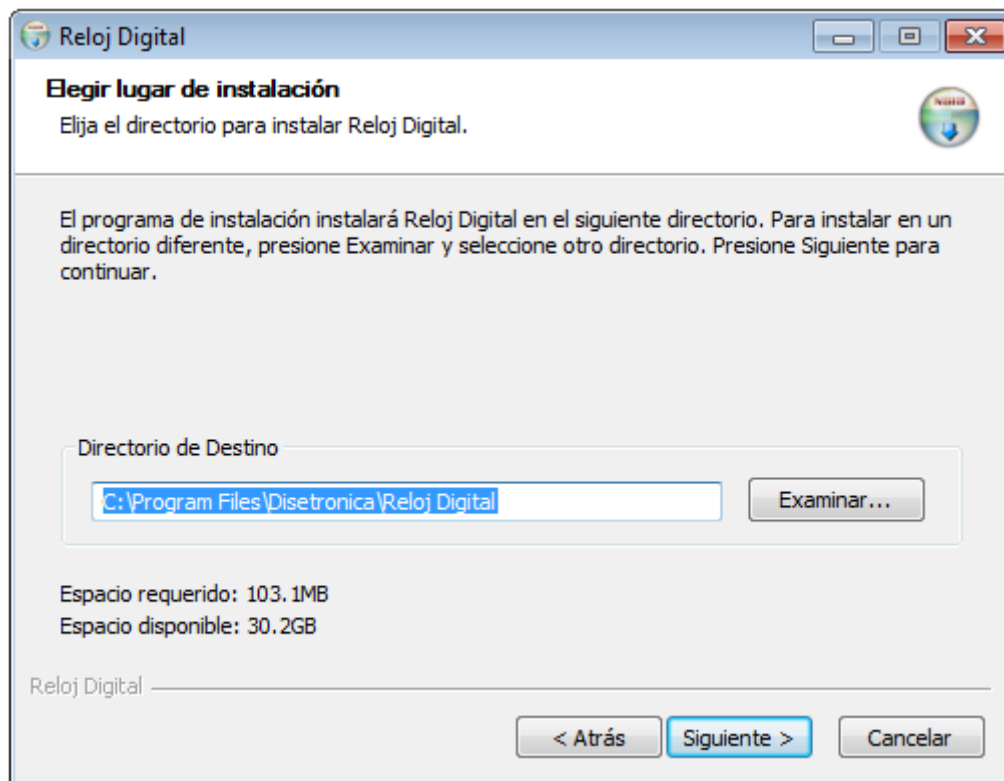 Reloj Digital
Elegir lugar de instalación
Elija el directorio para instalar Reloj Digital.
El programa de instalación instalará Reloj Digital en el siguiente directorio. Para instalar en un
directorio diferente, presione Examinar y seleccione otro directorio. Presione Siguiente para
continuar.
Directorio de Destino
C:\Program Files\Disetronica\Reloj Digital
Examinar...
Espacio requerido: 103.1MB
Espacio disponible: 30.2GB
Reloj Digital
< Atrás
Siguiente >
Cancelar